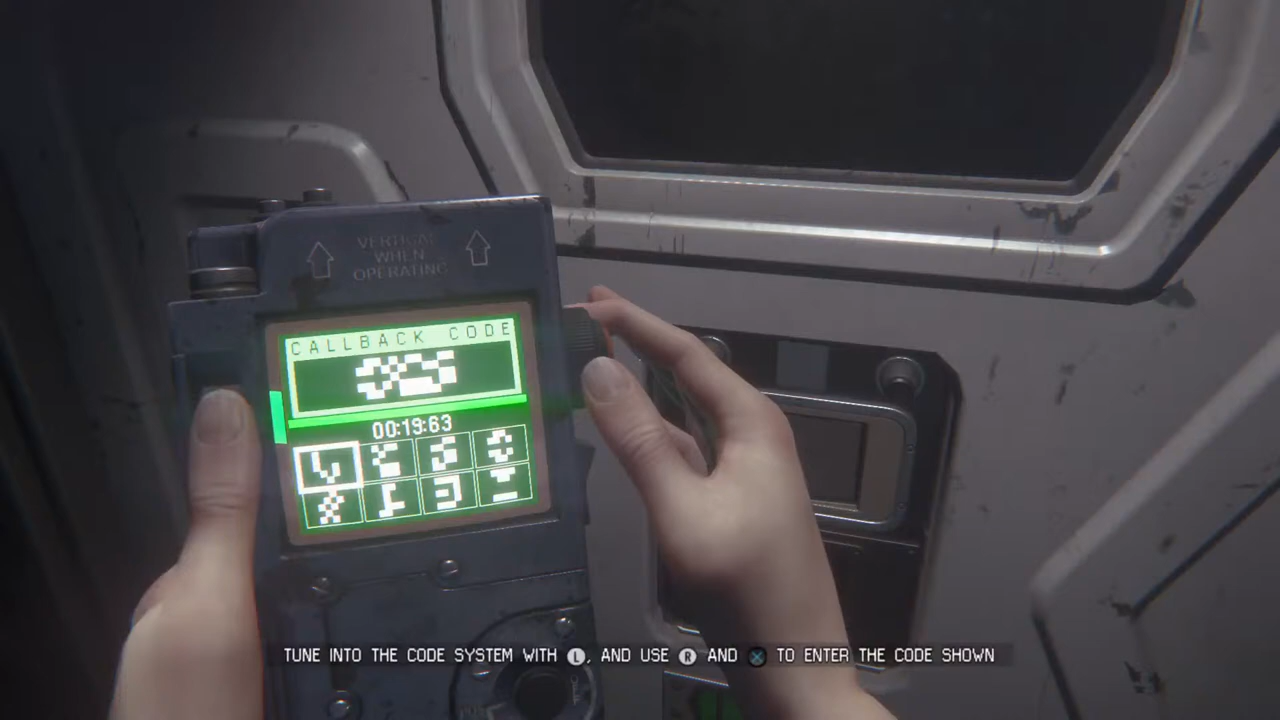 VERTICAL
WHEN
OPERATING
CALLBACK CODE
00:19:63
TUNE INTO THE CODE SYSTEM WITH L, AND USE R AND X TO ENTER THE CODE SHOWN